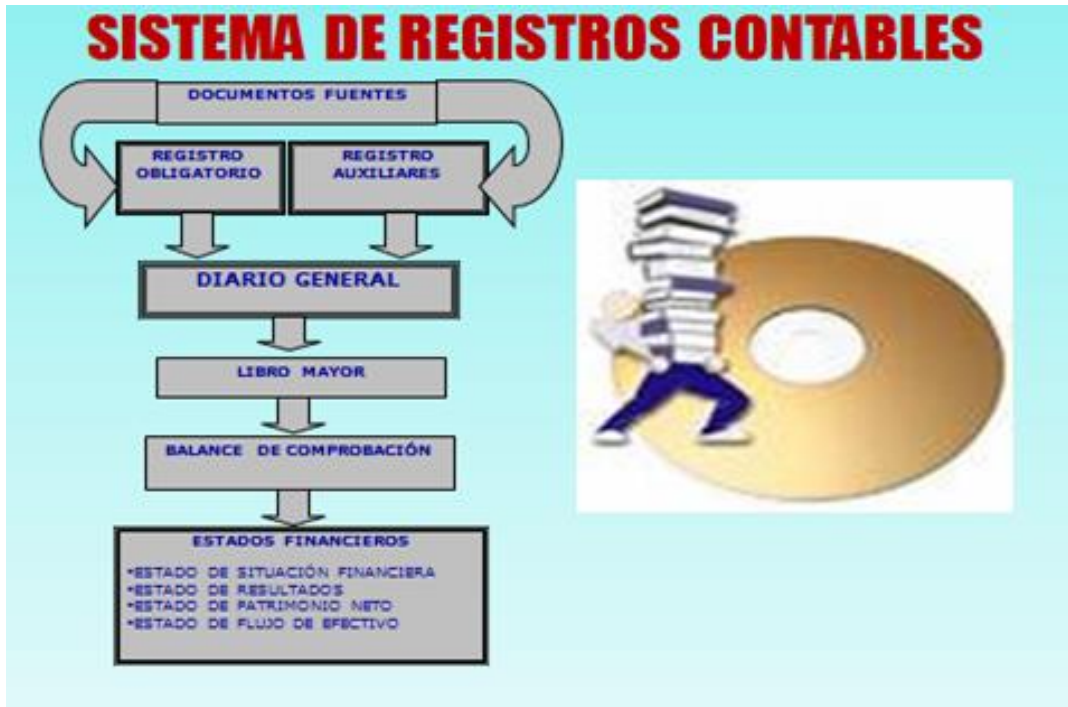 SISTEMA DE REGISTROS CONTABLES
DOCUMENTOS FUENTES
REGISTRO
OBLIGATORIO
REGISTRO
AUXILIARES
DIARIO GENERAL
LIBRO MAYOR
BALANCE DE COMPROBACIÓN
ESTADOS FINANCIEROS
•ESTADO DE SITUACIÓN FINANCIERA
•ESTADO DE RESULTADOS
•ESTADO DE PATRIMONIO NETO
•ESTADO DE FLUJO DE EFECTIVO